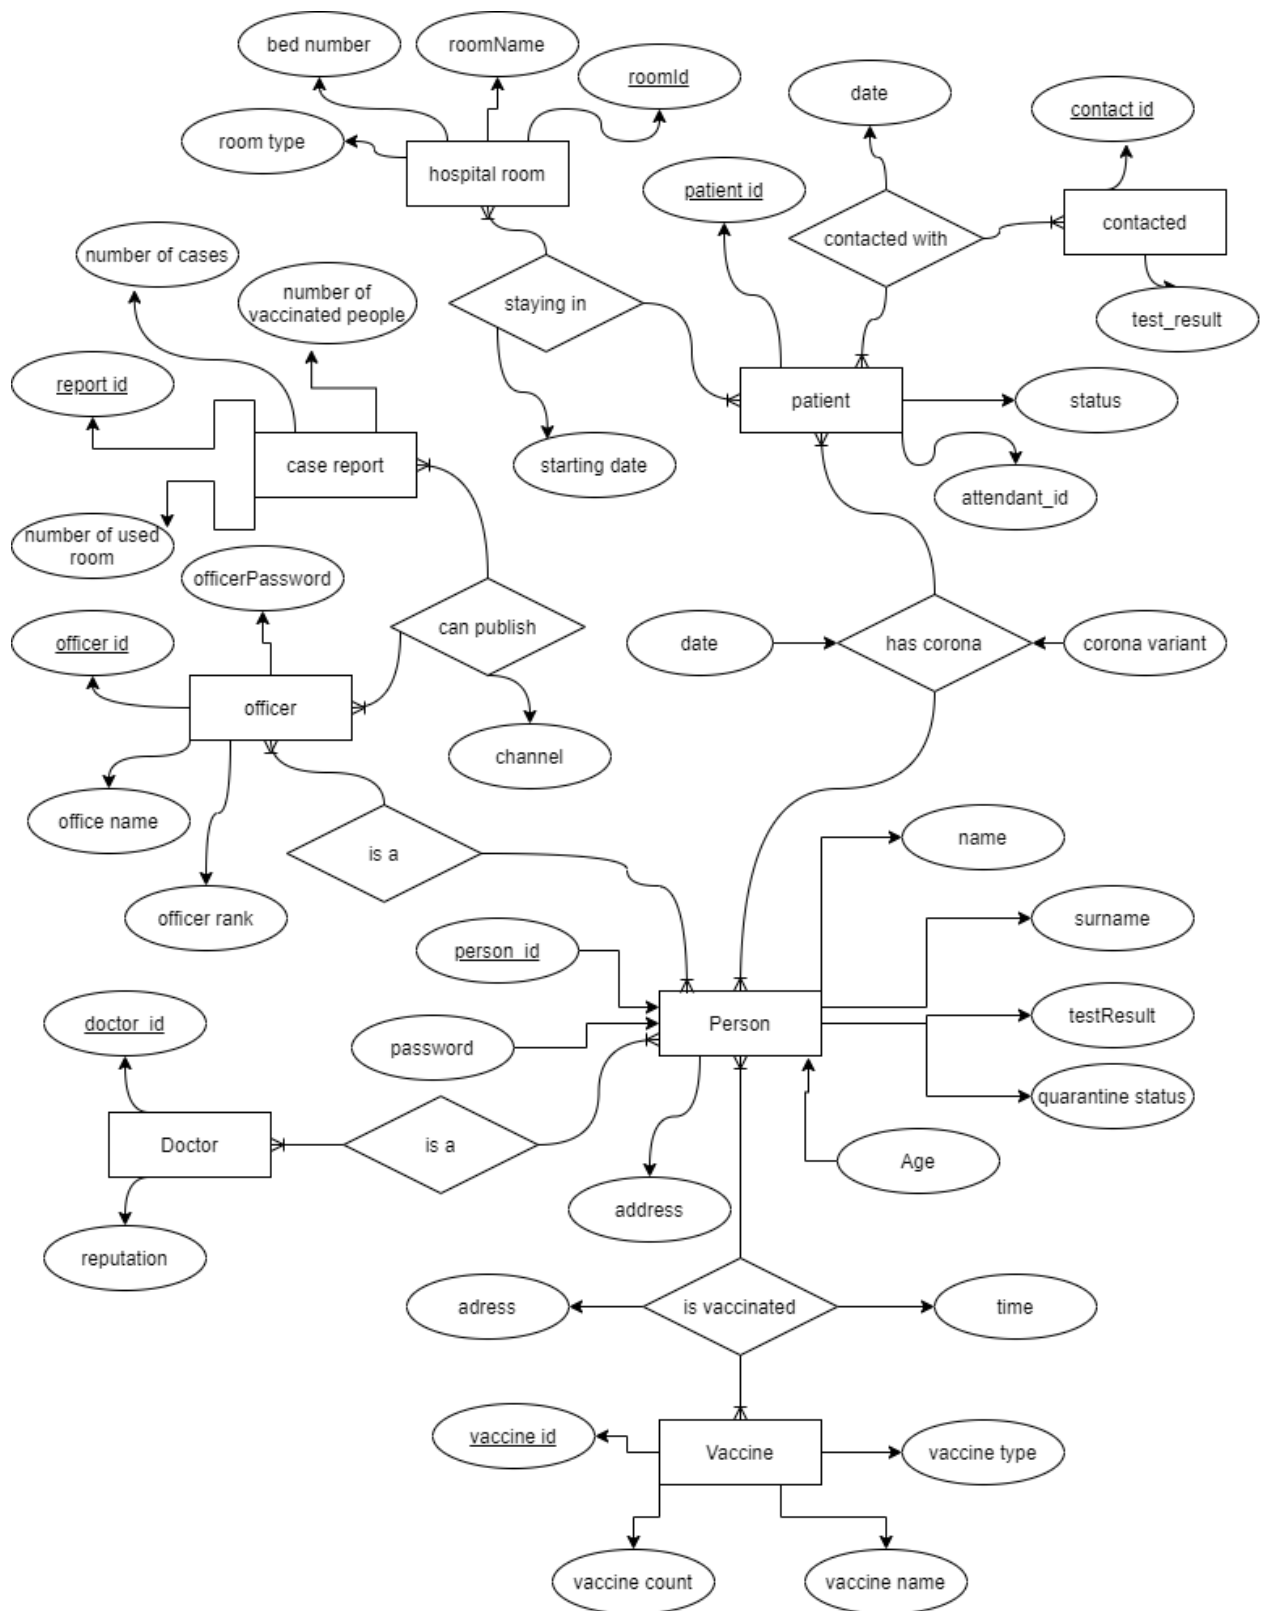 bed number
roomName
roomId
date
contact id
room type
hospital room
patient id
contacted with
contacted
number of cases
number of
vaccinated people
staying in
test_result
report id
patient
status
case report
starting date
attendant_id
number of used
room
officerPassword
officer id
can publish
date
has corona
corona variant
officer
channel
office name
is a
name
officer rank
person_id
surname
doctor_id
Person
testResult
password
quarantine status
Doctor
is a
Age
address
reputation
adress
is vaccinated
time
vaccine id
Vaccine
vaccine type
vaccine count
vaccine name